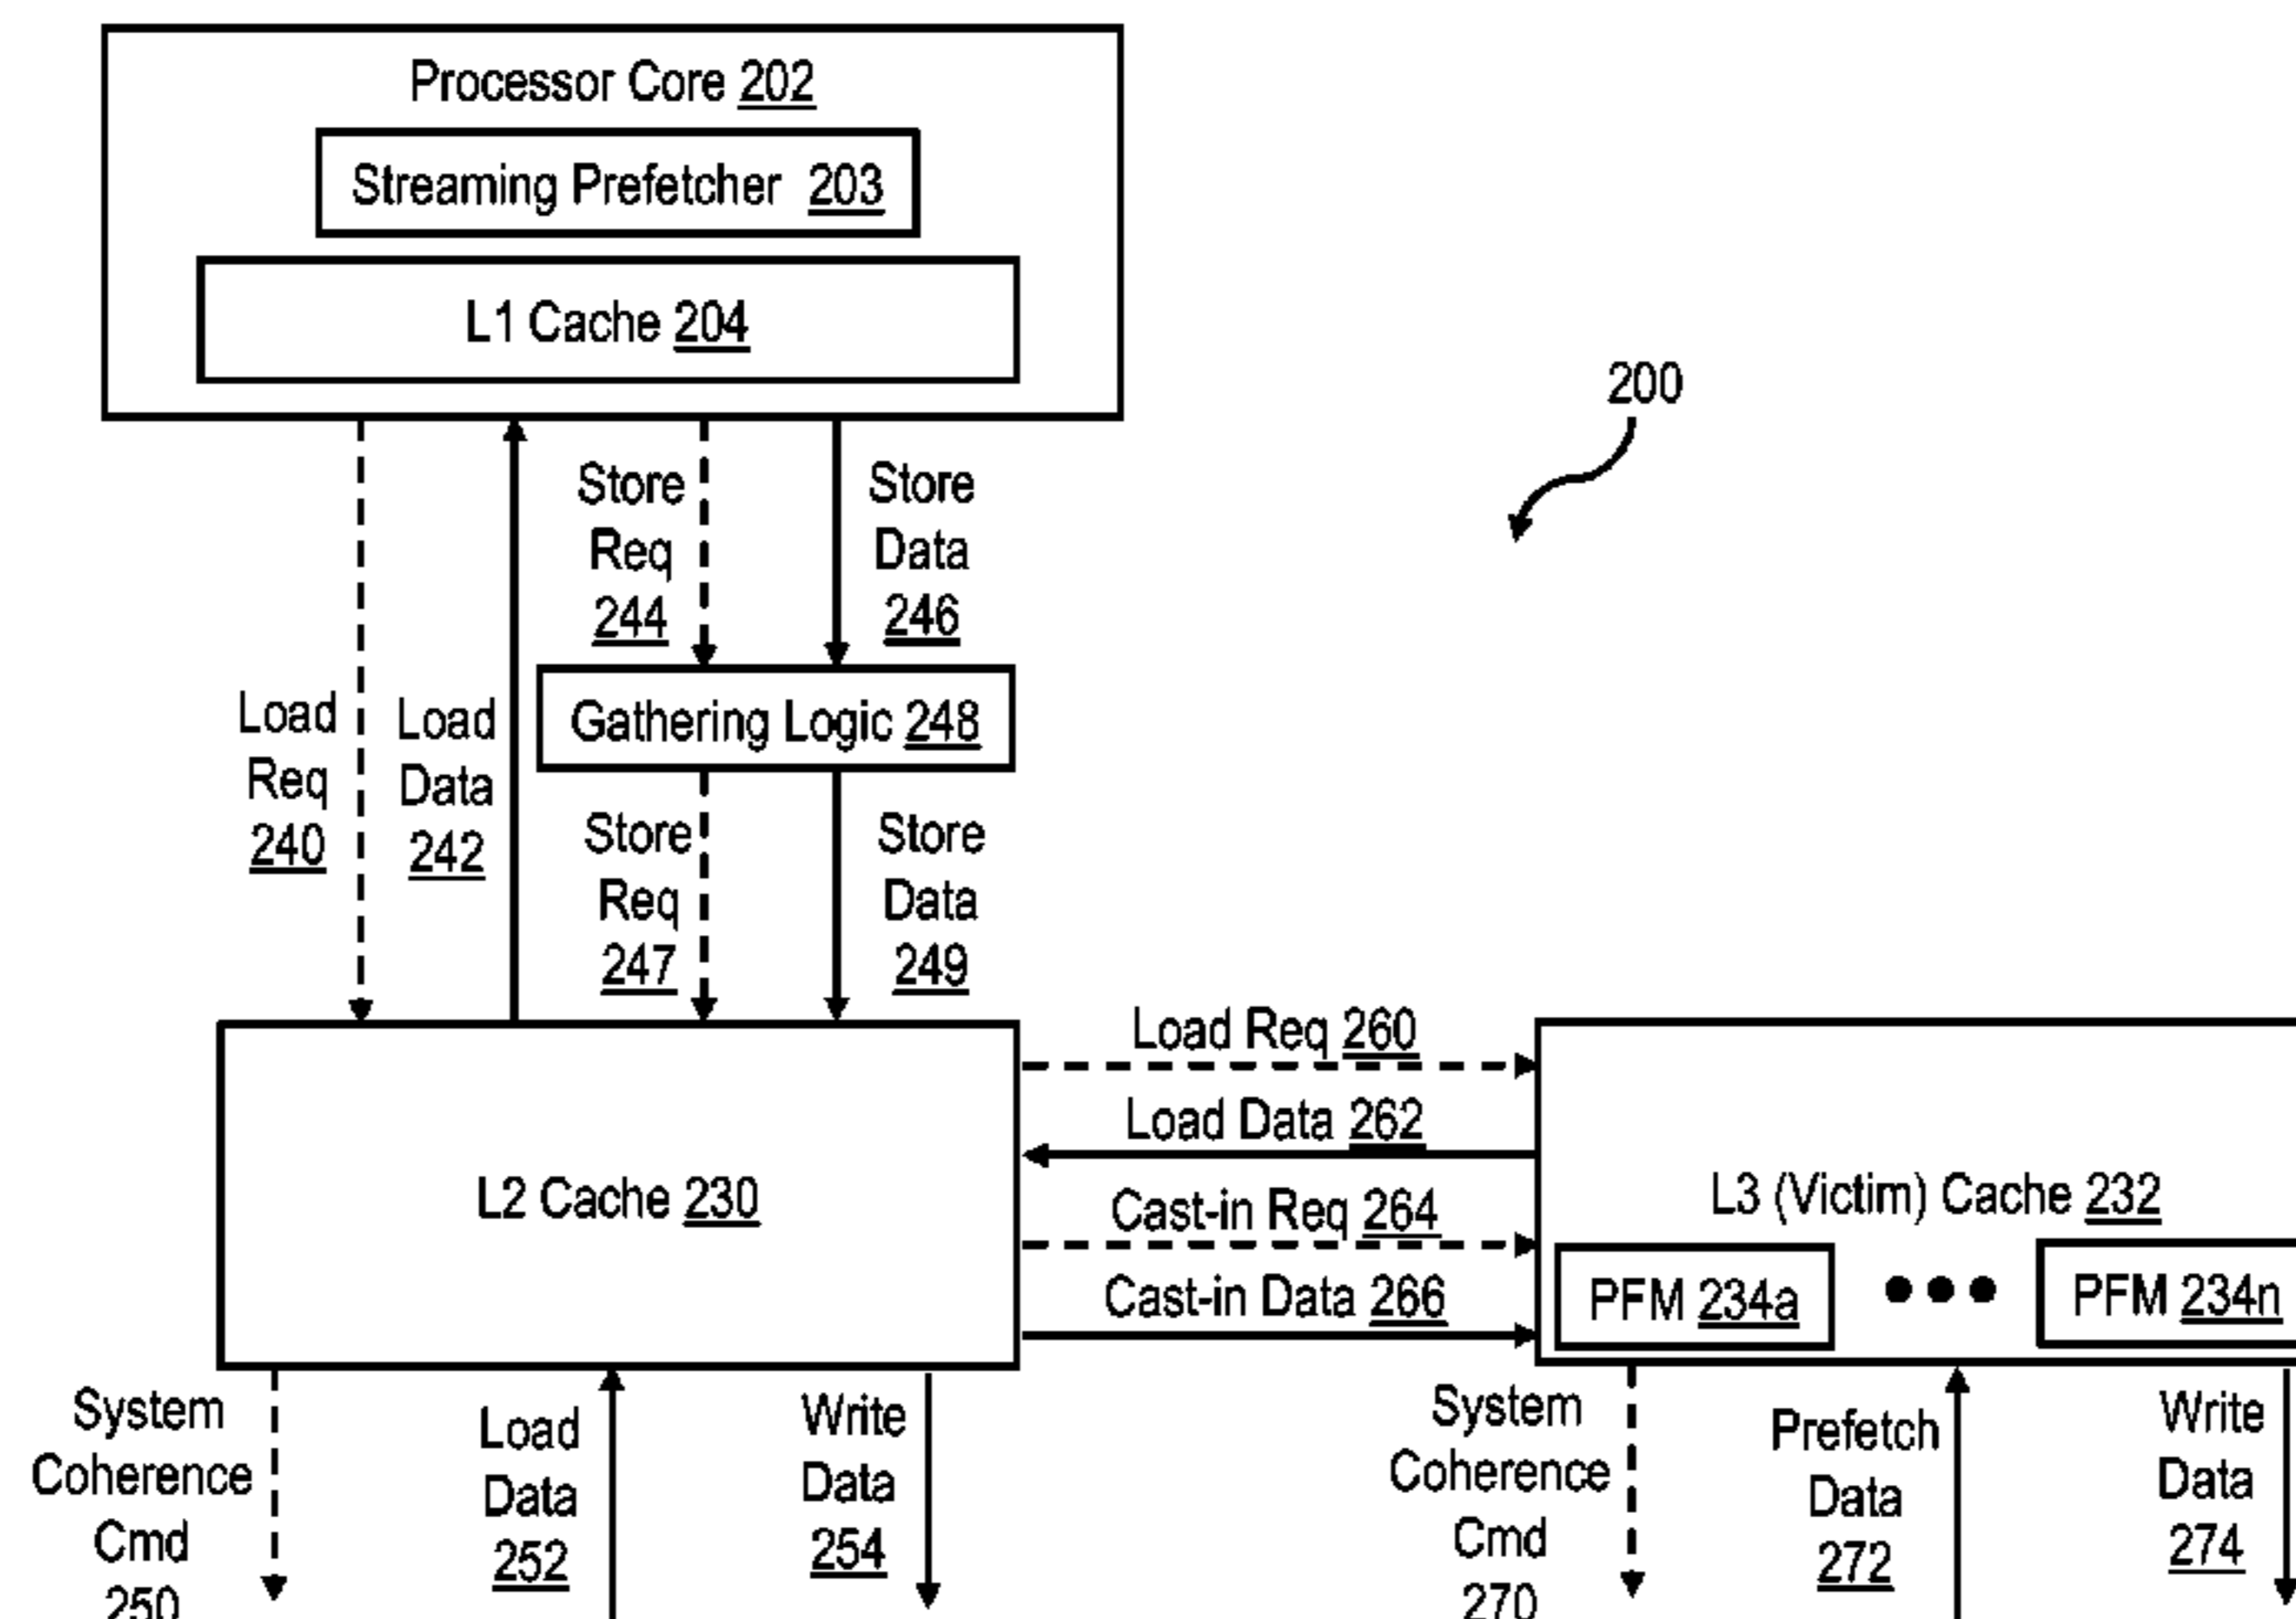 Processor Core 202
Streaming Prefetcher 203
L1 Cache 204
200
Store
Req
244
Store
Data
246
Gathering Logic 248
Load
Req
240
Load
Data
242
Store
Req
247
Store
Data
249
Load Req 260
Load Data 262
Cast-in Req 264
Cast-in Data 266
L2 Cache 230
L3 (Victim) Cache 232
PFM 234a
PFM 234n
System
Coherence
Cmd
250
Load
Data
252
Write
Data
254
System
Coherence
Cmd
270
Prefetch
Data
272
Write
Data
274